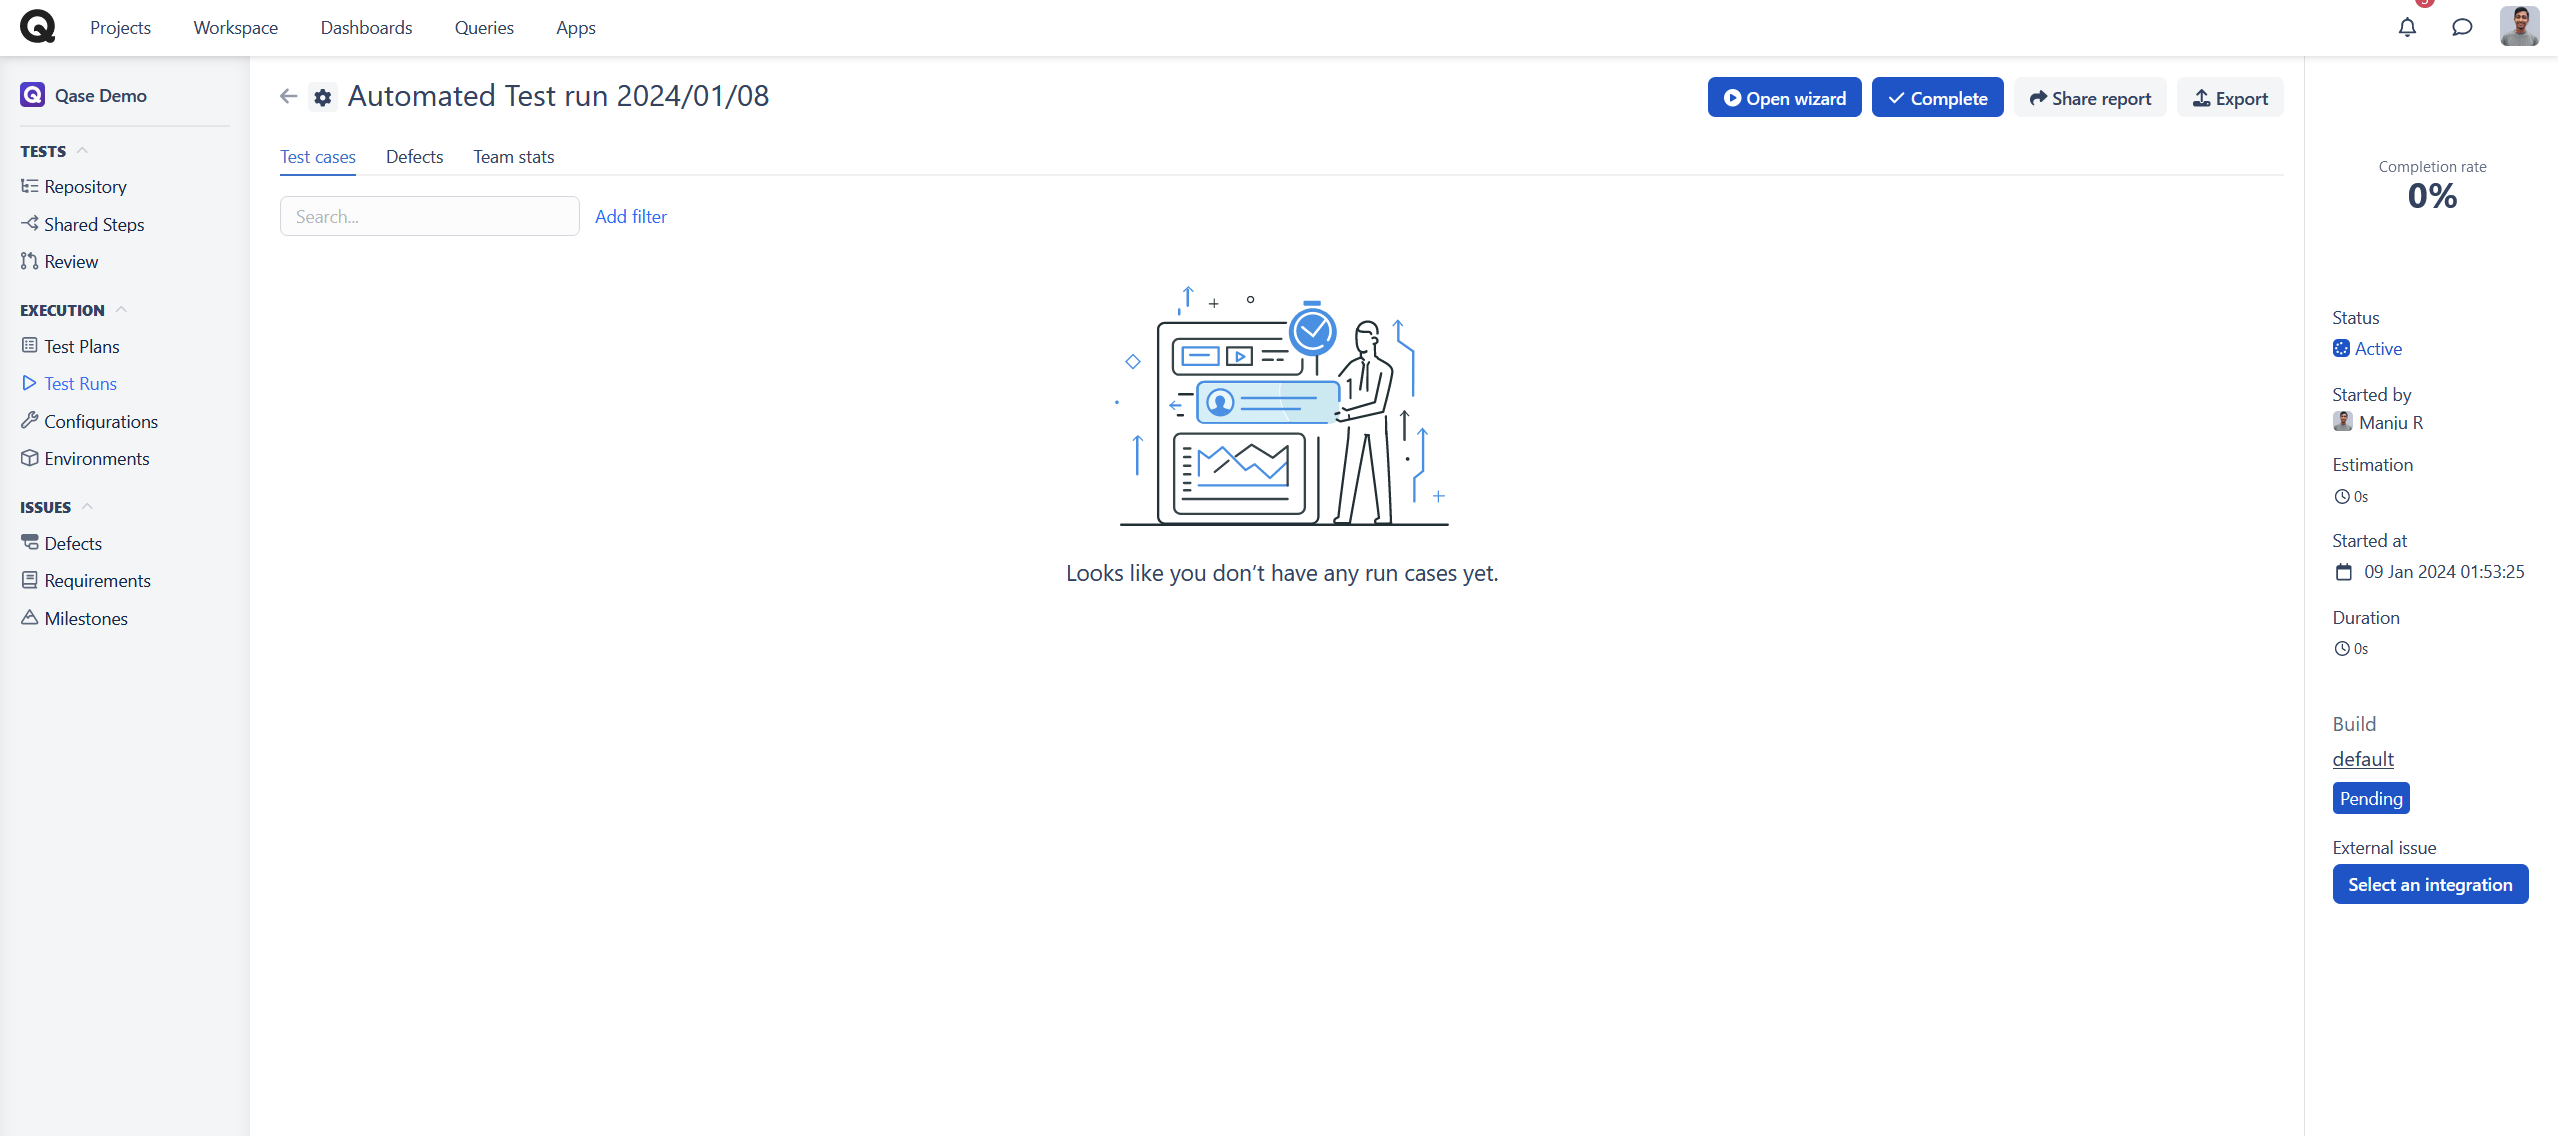 Projects
Workspace
Dashboards
Queries
Apps
Qase Demo
TESTS
Repository
Shared Steps
Review
EXECUTION
Test Plans
Test Runs
Configurations
Environments
ISSUES
Defects
Requirements
Milestones
Automated Test run 2024/01/08
Open wizard
Complete
Share report
Export
Test cases
Defects
Team stats
Search...
Add filter
Looks like you don't have any run cases yet.
Completion rate
0%
Status
Active
Started by
Manju R
Estimation
0s
Started at
09 Jan 2024 01:53:25
Duration
0s
Build
default
Pending
External issue
Select an integration